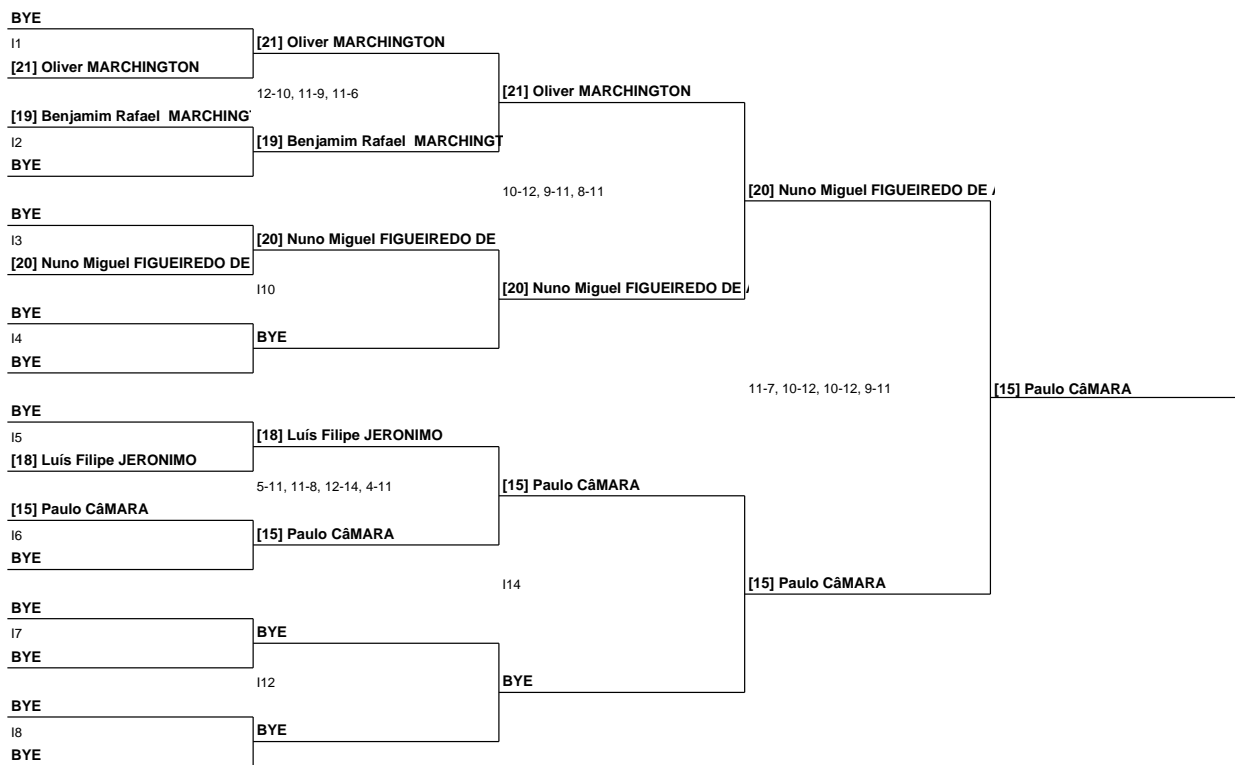 BYE
I1
[21] Oliver MARCHINGTON
[19] Benjamim Rafael MARCHING
I2
BYE
BYE
I3
[20] Nuno Miguel FIGUEIREDO DE
BYE
I4
BYE
BYE
I5
[18] Luís Filipe JERONIMO
[15] Paulo CâMARA
I6
BYE
BYE
I7
BYE
BYE
I8
BYE
[21] Oliver MARCHINGTON
12-10, 11-9, 11-6
[19] Benjamim Rafael MARCHINGT
[20] Nuno Miguel FIGUEIREDO DE
I10
BYE
[18] Luís Filipe JERONIMO
5-11, 11-8, 12-14, 4-11
[15] Paulo CâMARA
BYE
I12
BYE
[21] Oliver MARCHINGTON
10-12, 9-11, 8-11
[20] Nuno Miguel FIGUEIREDO DE
[15] Paulo CâMARA
I14
BYE
[20] Nuno Miguel FIGUEIREDO DE
11-7, 10-12, 10-12, 9-11
[15] Paulo CâMARA
[15] Paulo CâMARA